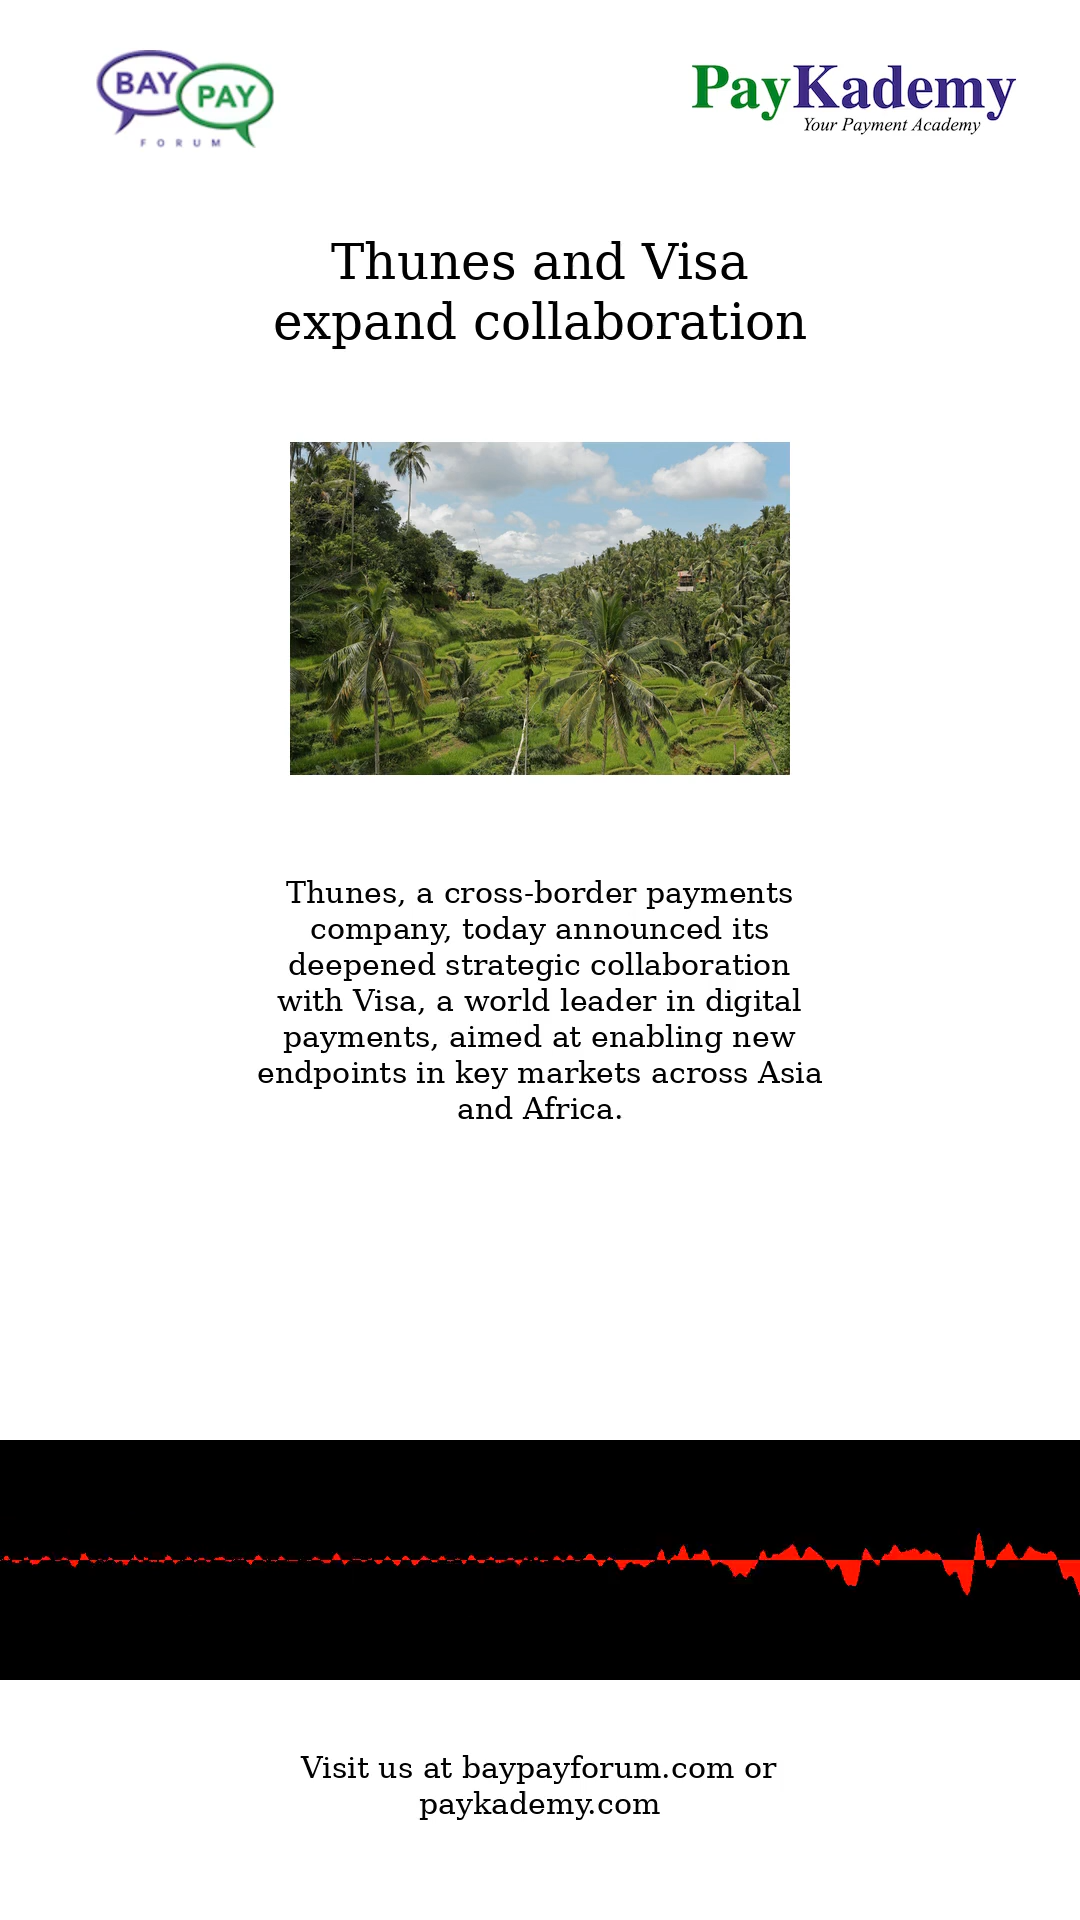 BAY PAY
FORUM
PayKademy
Your Payment Academy
Thunes and Visa
expand collaboration
Thunes, a cross-border payments
company, today announced its
deepened strategic collaboration
with Visa, a world leader in digital
payments, aimed at enabling new
endpoints in key markets across Asia
and Africa.
Visit us at baypayforum.com or
paykademy.com